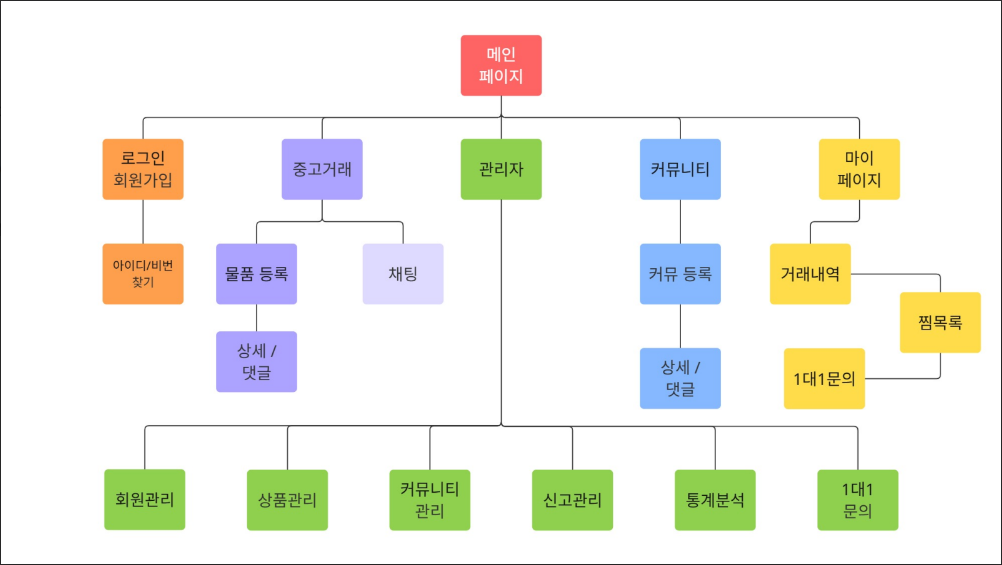 메인
페이지
로그인
회원가입
중고거래
관리자
커뮤니티
마이
페이지
아이디/비번
찾기
물품 등록
채팅
커뮤 등록
거래내역
찜목록
상세 /
댓글
상세 /
댓글
1대1문의
회원관리
상품관리
커뮤니티
관리
신고관리
통계분석
1대1
문의